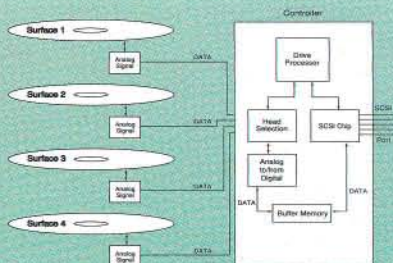 Controller
Surface 1
Analog
Signal
DATA
Surface 2
Analog
Signal
DATA
Surface 3
Analog
Signal
DATA
Surface 4
Analog
Signal
DATA
Drive
Processor
Head
Selection
SCSI Chip
SCSI
Port
Analog
to/from
Digital
DATA
DATA
Buffer Memory